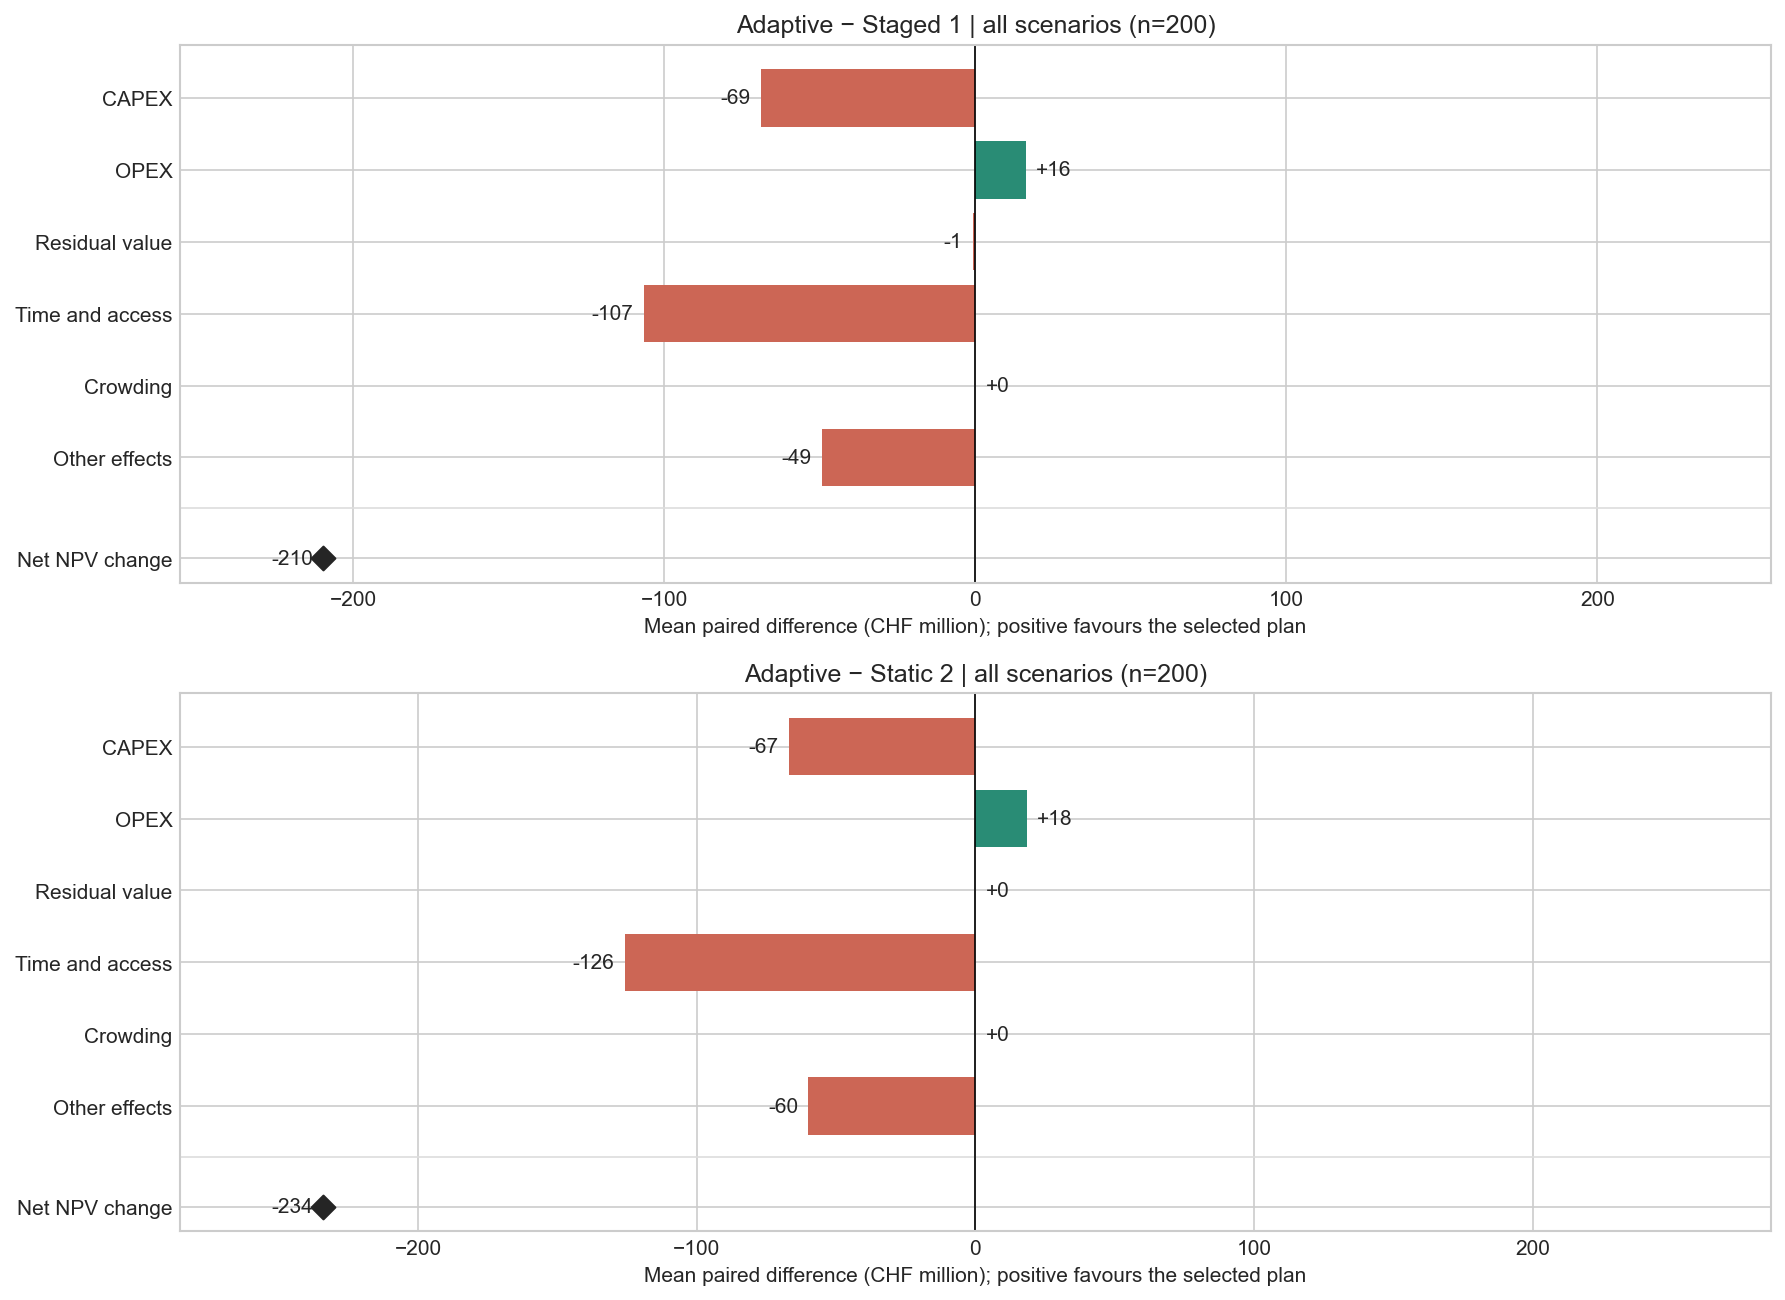 Adaptive − Staged 1 | all scenarios (n=200)
CAPEX
-69
OPEX
+16
Residual value
-1
Time and access
-107
Crowding
+0
Other effects
-49
Net NPV change
-210
−200
−100
0
100
200
Mean paired difference (CHF million); positive favours the selected plan
Adaptive − Static 2 | all scenarios (n=200)
CAPEX
-67
OPEX
+18
Residual value
+0
Time and access
-126
Crowding
+0
Other effects
-60
Net NPV change
-234
−200
−100
0
100
200
Mean paired difference (CHF million); positive favours the selected plan